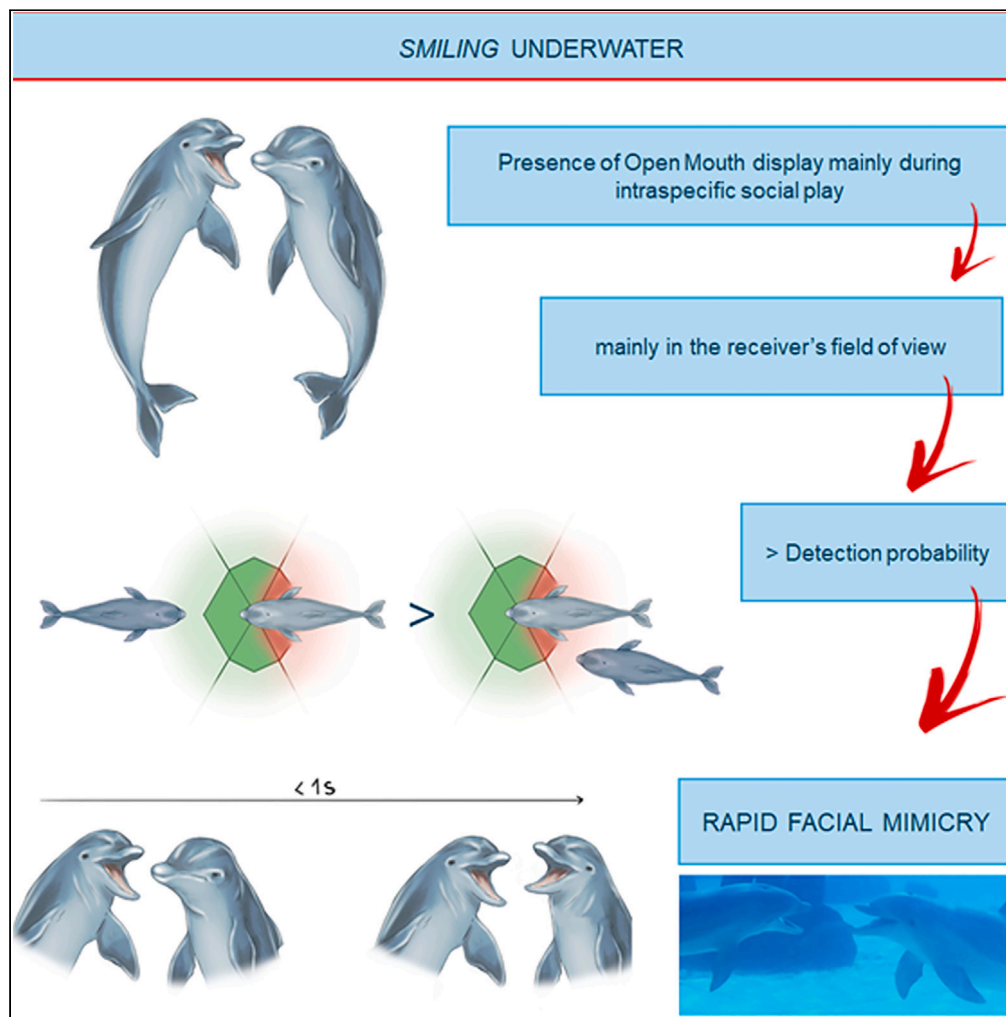 SMILING UNDERWATER
Presence of Open Mouth display mainly during
intraspecific social play
mainly in the receiver's field of view
>
> Detection probability
< 1s
RAPID FACIAL MIMICRY